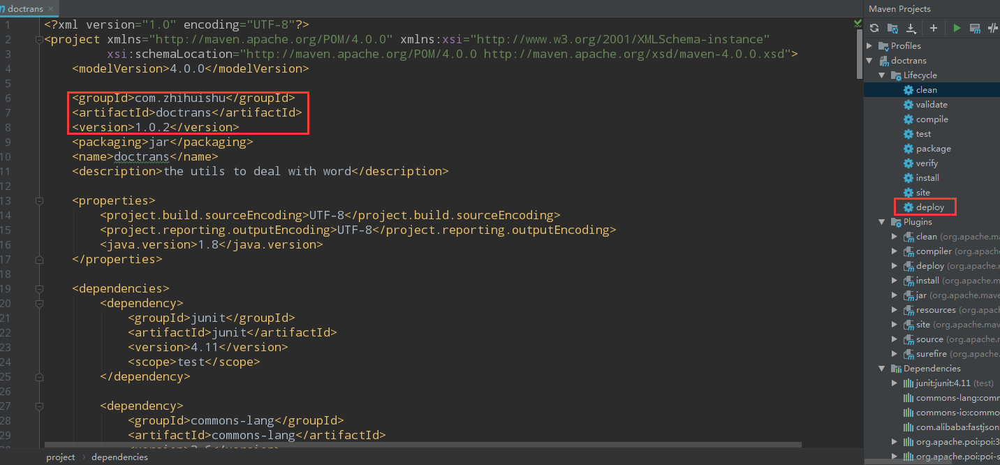 doctrans
1 <?xml version="1.0" encoding="UTF-8"?>
2 <project xmlns="http://maven.apache.org/POM/4.0.0" xmlns:xsi="http://www.w3.org/2001/XMLSchema-instance"
3 xsi:schemaLocation="http://maven.apache.org/POM/4.0.0 http://maven.apache.org/xsd/maven-4.0.0.xsd">
4 <modelVersion>4.0.0</modelVersion>
5
6 <groupId>com.zhihuishu</groupId>
7 <artifactId>doctrans</artifactId>
8 <version>1.0.2</version>
9 <packaging>jar</packaging>
10 <name>doctrans</name>
11 <description>the utils to deal with word</description>
12
13 <properties>
14 <project.build.sourceEncoding>UTF-8</project.build.sourceEncoding>
15 <project.reporting.outputEncoding>UTF-8</project.reporting.outputEncoding>
16 <java.version>1.8</java.version>
17 </properties>
18
19 <dependencies>
20 <dependency>
21 <groupId>junit</groupId>
22 <artifactId>junit</artifactId>
23 <version>4.11</version>
24 <scope>test</scope>
25 </dependency>
26
27 <dependency>
28 <groupId>commons-lang</groupId>
29 <artifactId>commons-lang</artifactId>
project › dependencies
Maven Projects
Profiles
doctrans
Lifecycle
clean
validate
compile
test
package
verify
install
site
deploy
Plugins
clean (org.apache.ma
compiler (org.apache
deploy (org.apache.
install (org.apache.m
jar (org.apache.mave
resources (org.apach
site (org.apache.mav
source (org.apache.m
surefire (org.apache.
Dependencies
junit:junit:4.11 (test)
commons-lang:comm
commons-io:commo
com.alibaba:fastjson
org.apache.poi:poi:3
org.apache.poi:poi-s